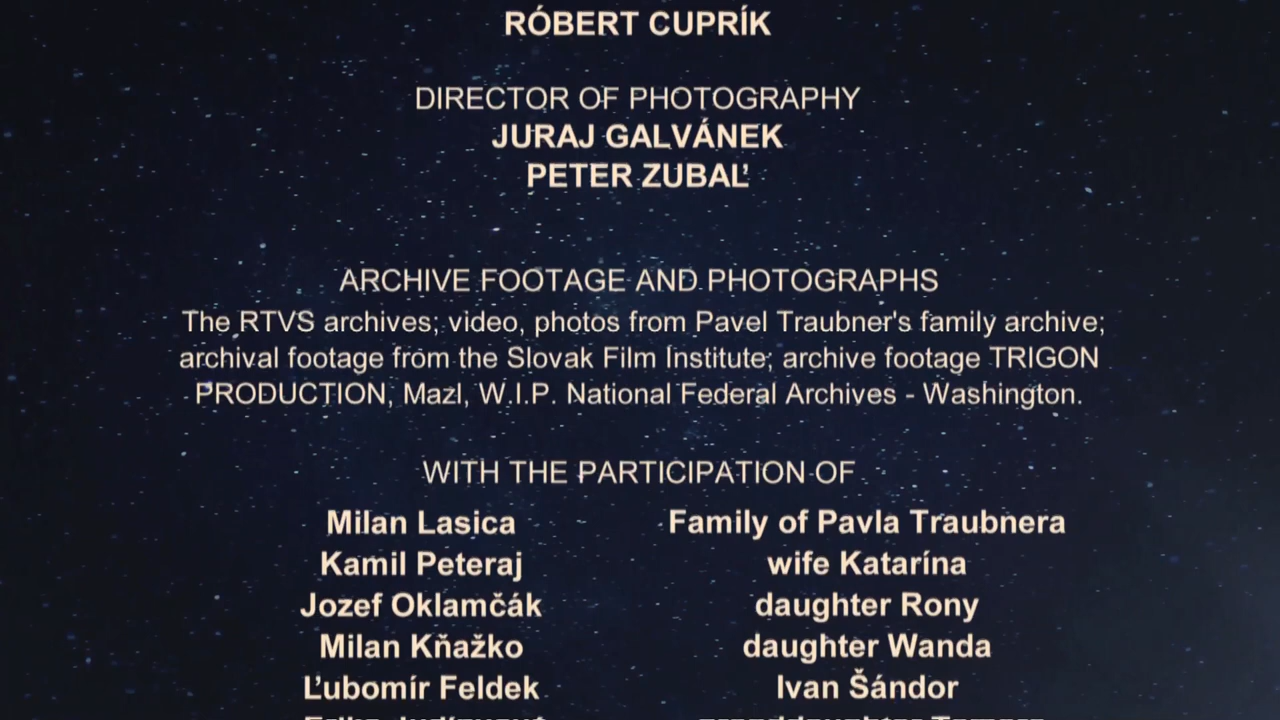 RÓBERT CUPRÍK
DIRECTOR OF PHOTOGRAPHY
JURAJ GALVÁNEK
PETER ZUBAĽ
ARCHIVE FOOTAGE AND PHOTOGRAPHS
The RTVS archives; video, photos from Pavel Traubner's family archive;
archival footage from the Slovak Film Institute; archive footage TRIGON
PRODUCTION, Mazl, W.I.P. National Federal Archives - Washington.
WITH THE PARTICIPATION OF
Milan Lasica
Kamil Peteraj
Jozef Oklamčák
Milan Kňažko
Ľubomír Feldek
Family of Pavla Traubnera
wife Katarína
daughter Rony
daughter Wanda
Ivan Šándor